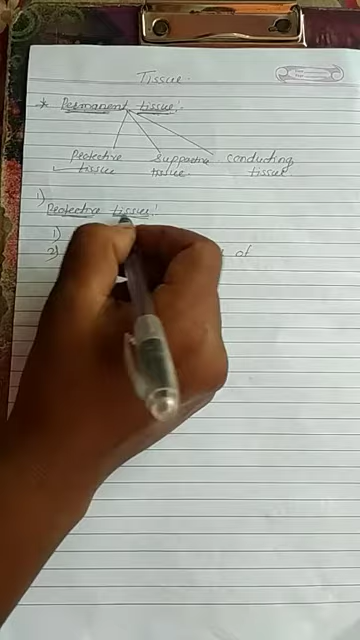 Tissue.
* Permanent tissue:
Protective tissue
Supportive tissue.
conducting tissue
1)
Protective tissue:
1)
2) of